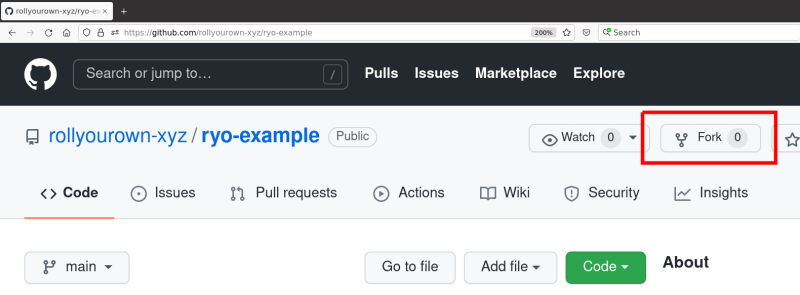 rollyourown-xyz/ryo-ex
https://github.com/rollyourown-xyz/ryo-example 200% Search
Search or jump to… / Pulls Issues Marketplace Explore
rollyourown-xyz / ryo-example Public Watch 0 Fork 0
Code Issues Pull requests Actions Wiki Security Insights
main Go to file Add file Code About